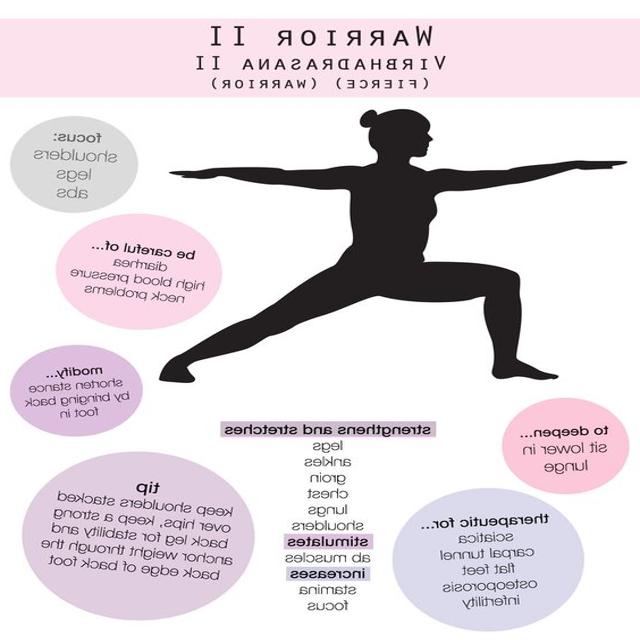 WARRIOR II
VIRBHADRASANA II
(FIERCE) (WARRIOR)
focus:
shoulders
legs
abs
be careful of...
diarrhea
high blood pressure
neck problems
modify...
shorten stance
by bringing back
foot in
tip
keep shoulders stacked
over hips, keep a strong
back leg for stability and
anchor weight through the
back edge of back foot
strengthens and stretches
legs
ankles
groin
chest
lungs
shoulders
stimulates
ab muscles
increases
stamina
focus
to deepen...
sit lower in
lunge
therapeutic for...
sciatica
carpal tunnel
flat feet
osteoporosis
infertility